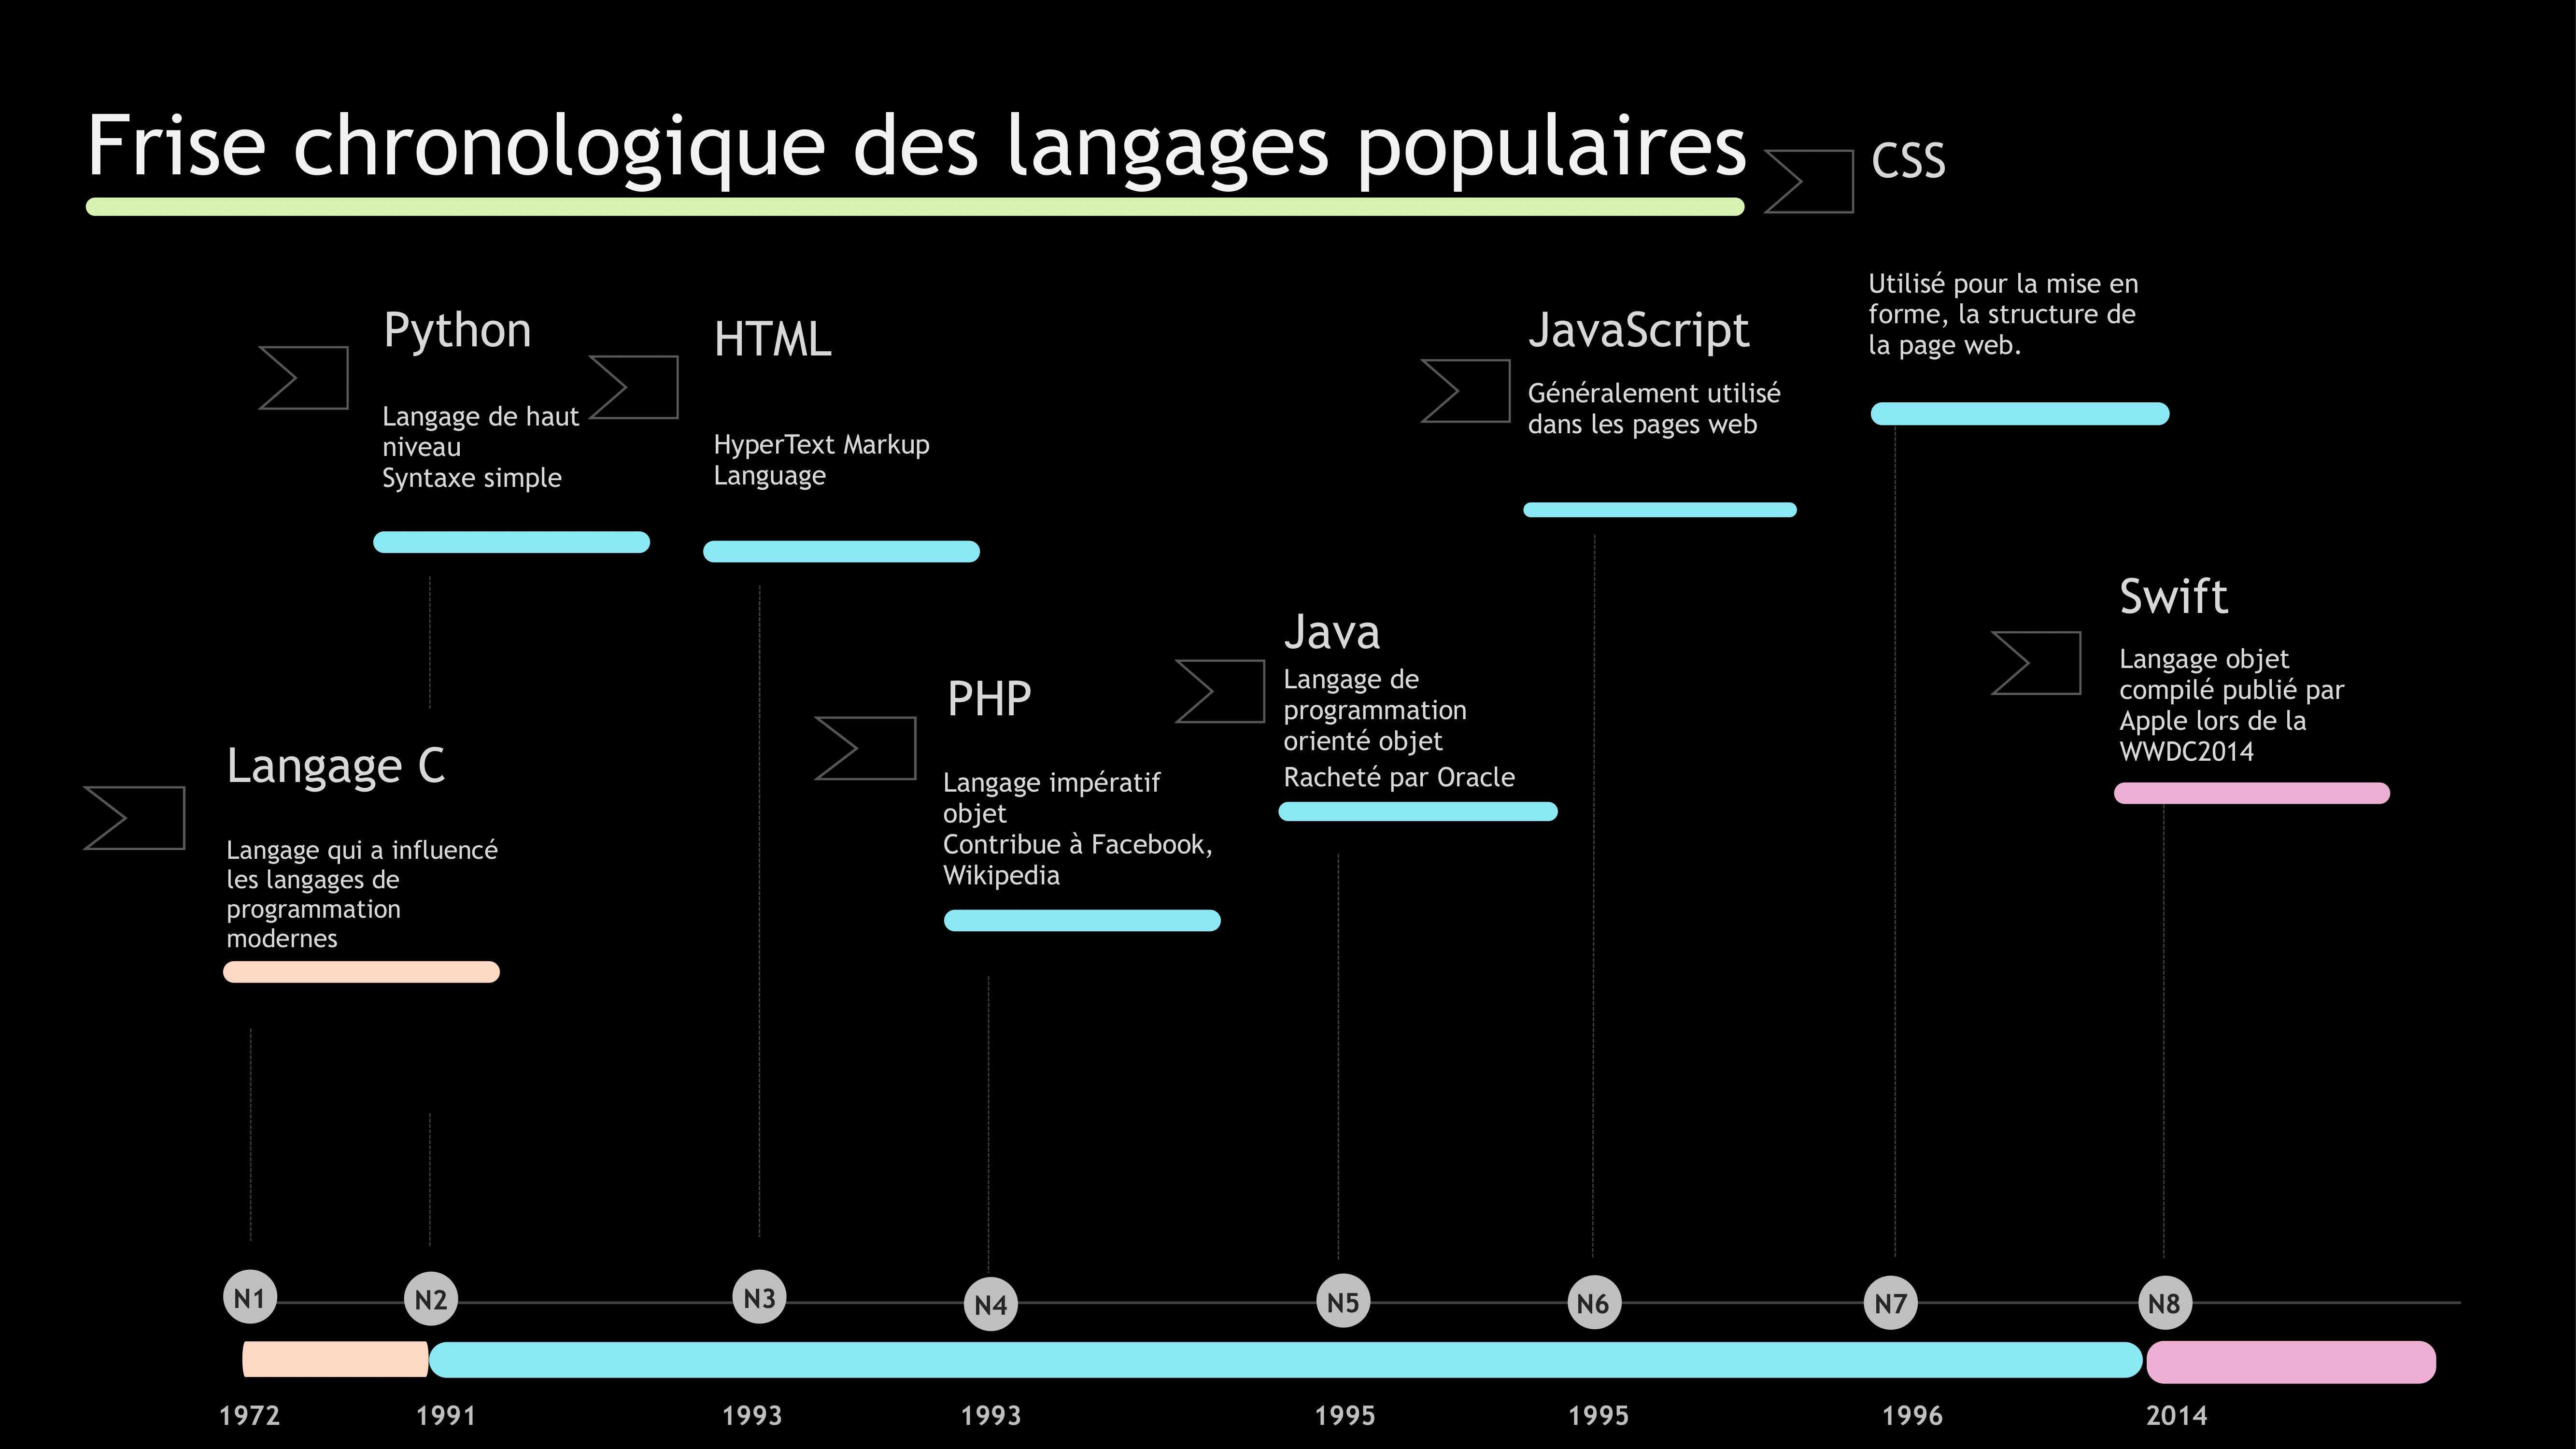 Frise chronologique des langages populaires
CSS
Utilisé pour la mise en
forme, la structure de
la page web.
Python
Langage de haut
niveau
Syntaxe simple
HTML
HyperText Markup
Language
JavaScript
Généralement utilisé
dans les pages web
Swift
Langage objet
compilé publié par
Apple lors de la
WWDC2014
Java
Langage de
programmation
orienté objet
Racheté par Oracle
PHP
Langage impératif
objet
Contribue à Facebook,
Wikipedia
Langage C
Langage qui a influencé
les langages de
programmation
modernes
N1 N2 N3 N4 N5 N6 N7 N8
1972 1991 1993 1993 1995 1995 1996 2014